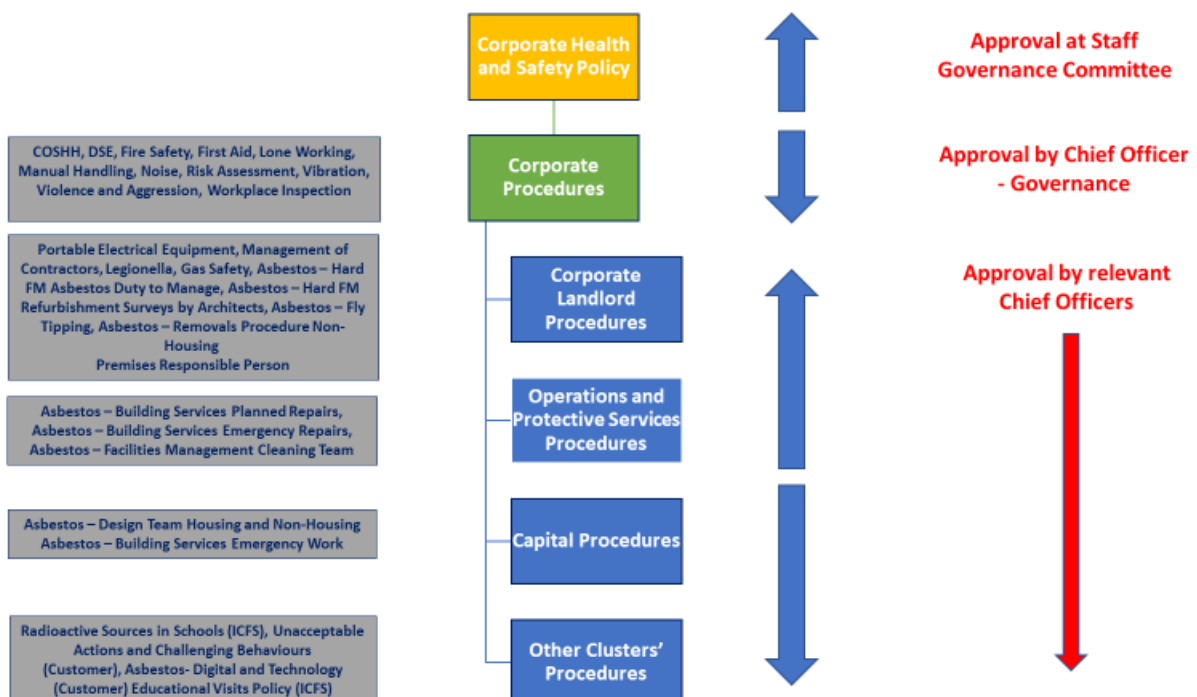 Corporate Health
and Safety Policy
Approval at Staff
Governance Committee
COSHH, DSE, Fire Safety, First Aid, Lone Working,
Manual Handling, Noise, Risk Assessment, Vibration,
Violence and Aggression, Workplace Inspection
Corporate
Procedures
Approval by Chief Officer
- Governance
Portable Electrical Equipment, Management of
Contractors, Legionella, Gas Safety, Asbestos – Hard
FM Asbestos Duty to Manage, Asbestos – Hard FM
Refurbishment Surveys by Architects, Asbestos – Fly
Tipping, Asbestos – Removals Procedure Non-
Housing
Premises Responsible Person
Corporate
Landlord
Procedures
Approval by relevant
Chief Officers
Asbestos – Building Services Planned Repairs,
Asbestos – Building Services Emergency Repairs,
Asbestos – Facilities Management Cleaning Team
Operations and
Protective Services
Procedures
Asbestos – Design Team Housing and Non-Housing
Asbestos – Building Services Emergency Work
Capital Procedures
Radioactive Sources in Schools (ICFS), Unacceptable
Actions and Challenging Behaviours
(Customer), Asbestos- Digital and Technology
(Customer) Educational Visits Policy (ICFS)
Other Clusters’
Procedures